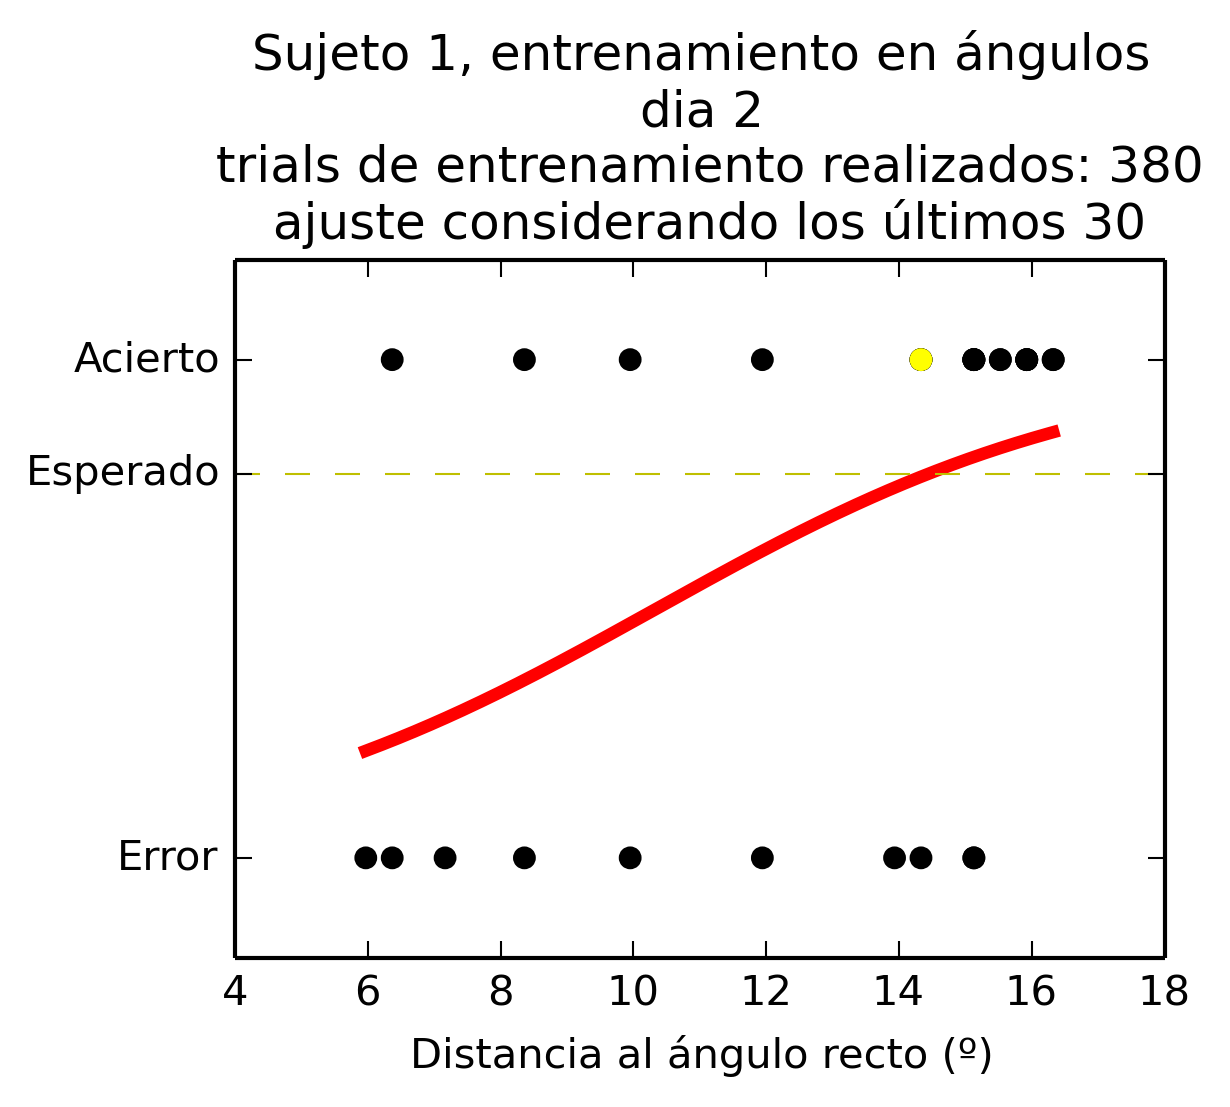 Sujeto 1, entrenamiento en ángulos
dia 2
trials de entrenamiento realizados: 380
ajuste considerando los últimos 30
Acierto
Esperado
Error
4 6 8 10 12 14 16 18
Distancia al ángulo recto (º)